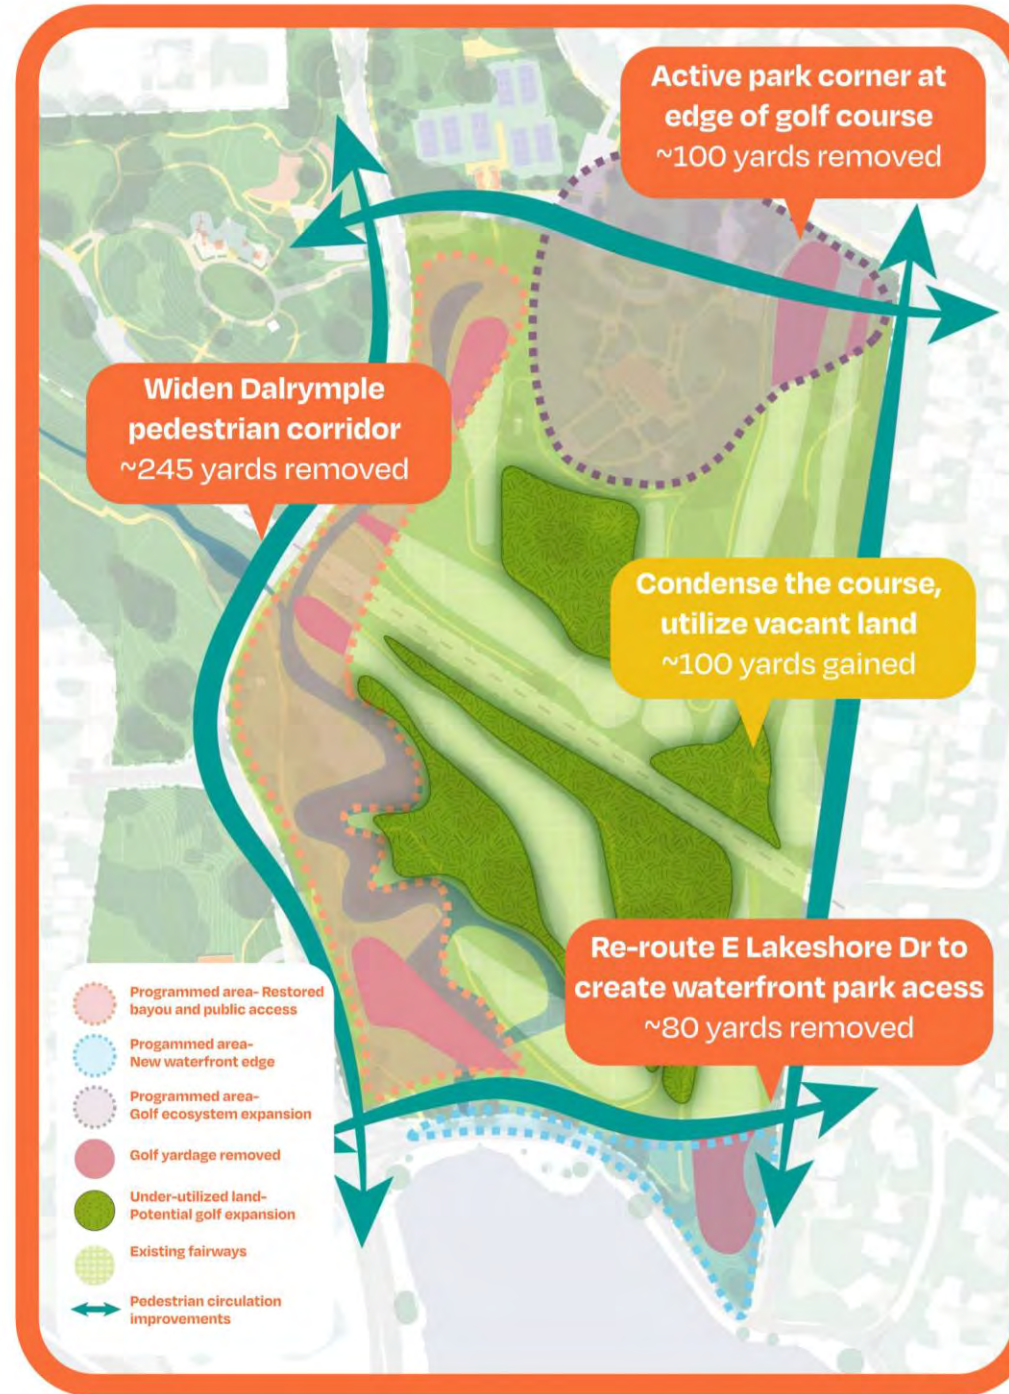 Active park corner at
edge of golf course
~100 yards removed
Widen Dalrymple
pedestrian corridor
~245 yards removed
Condense the course,
utilize vacant land
~100 yards gained
Re-route E Lakeshore Dr to
create waterfront park acess
~80 yards removed
Programmed area- Restored
bayou and public access
Progammed area-
New waterfront edge
Programmed area-
Golf ecosystem expansion
Golf yardage removed
Under-utilized land-
Potential golf expansion
Existing fairways
Pedestrian circulation
improvements